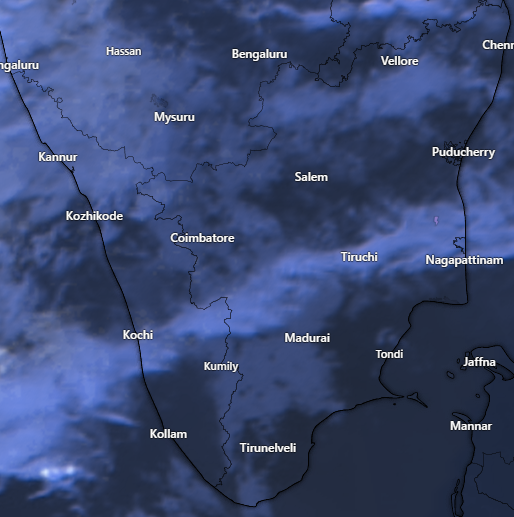 Hassan
Bengaluru
Chenn
ngaluru
Vellore
Mysuru
Kannur
Puducherry
Salem
Kozhikode
Coimbatore
Tiruchi
Nagapattinam
Kochi
Madurai
Tondi
Kumily
Jaffna
Kollam
Mannar
Tirunelveli